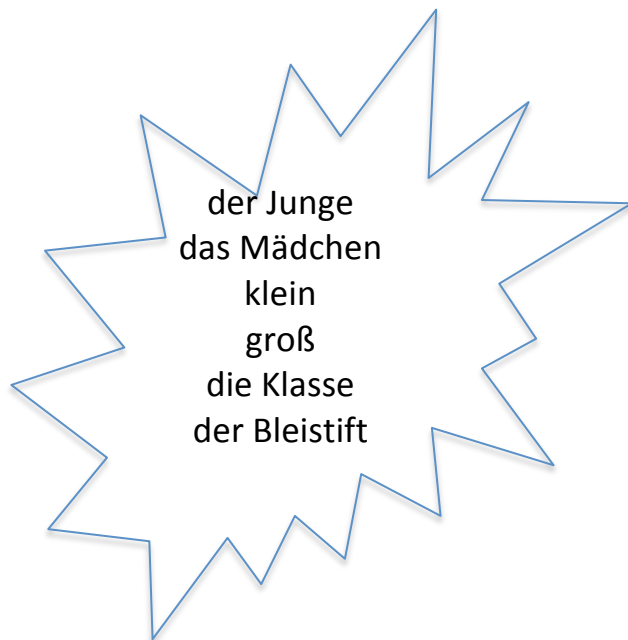 der Junge
das Mädchen
klein
groß
die Klasse
der Bleistift